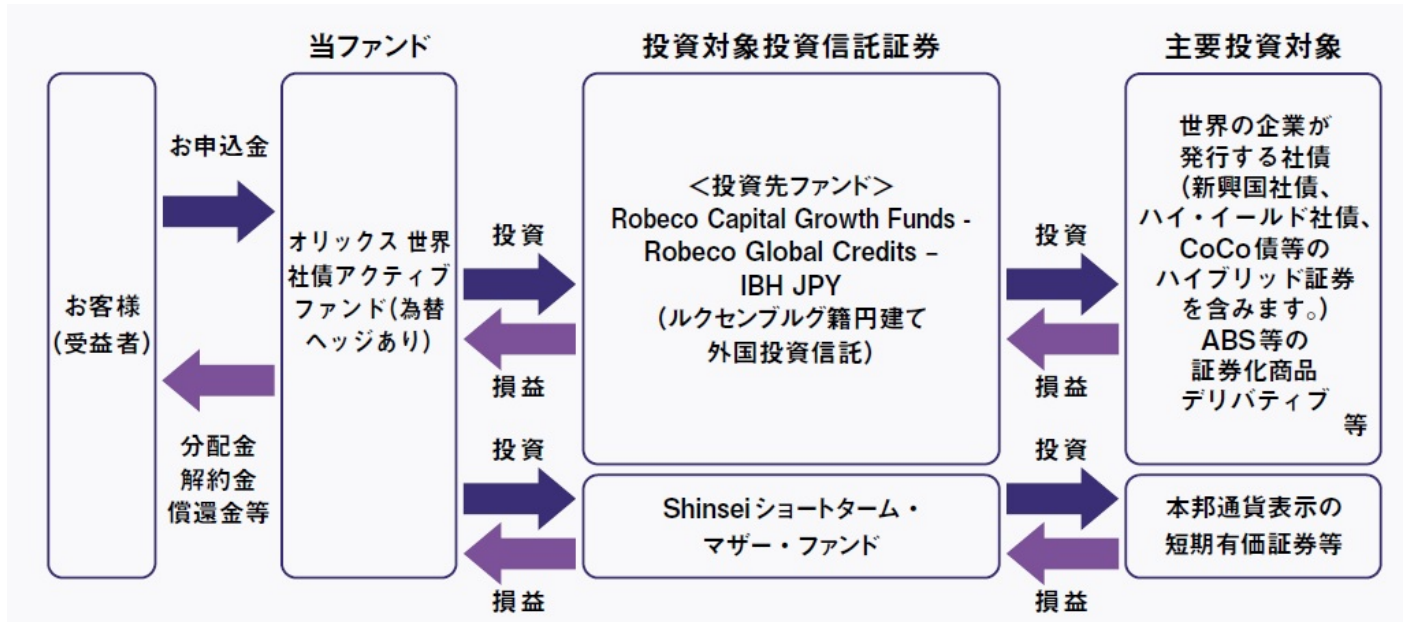 当ファンド
投資対象投資信託証券
主要投資対象
お客様
(受益者)
お申込金
分配金
解約金
償還金等
オリックス 世界
社債アクティブ
ファンド(為替
ヘッジあり)
投資
損益
投資
損益
＜投資先ファンド＞
Robeco Capital Growth Funds -
Robeco Global Credits –
IBH JPY
(ルクセンブルグ籍円建て
外国投資信託)
Shinseiショートターム・
マザー・ファンド
投資
損益
投資
損益
世界の企業が
発行する社債
(新興国社債、
ハイ・イールド社債、
CoCo債等の
ハイブリッド証券
を含みます。)
ABS等の
証券化商品
デリバティブ
等
本邦通貨表示の
短期有価証券等